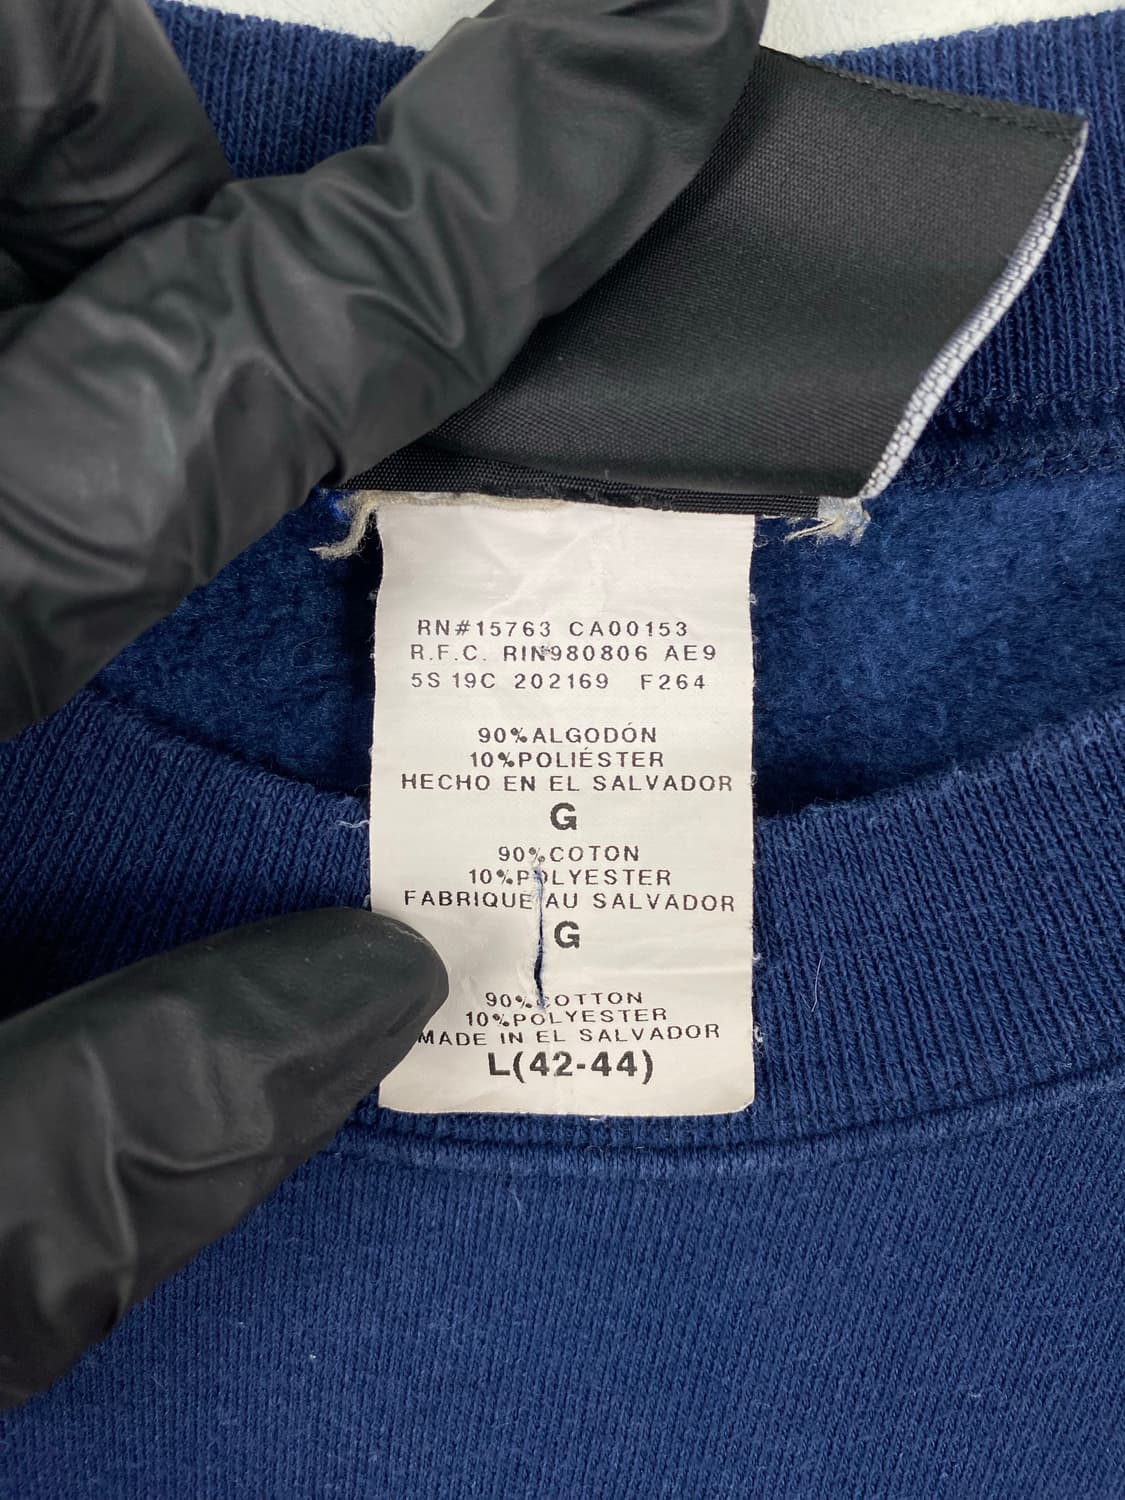 RN#15763 CA00153
R.F.C. RIN980806 AE9
5S 19C 202169 F264
90%ALGODÓN
10%POLIÉSTER
HECHO EN EL SALVADOR
G
90%COTON
10%POLYESTER
FABRIQUE AU SALVADOR
G
90%COTTON
10%POLYESTER
MADE IN EL SALVADOR
L(42-44)